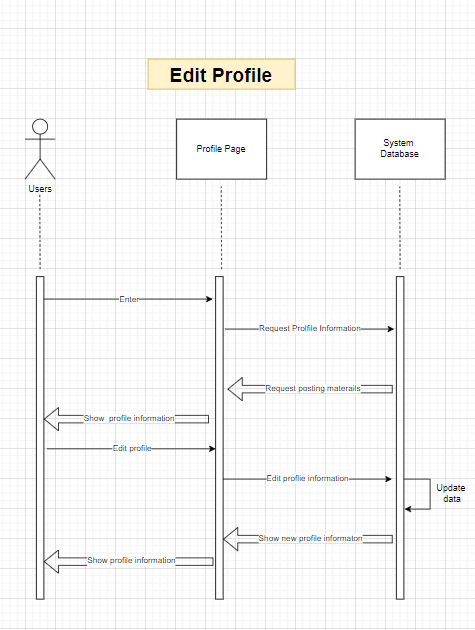 Edit Profile
Profile Page
System
Database
Users
Enter
Request Prolfile Information
Request posting materails
Show profile information
Edit profile
Edit proflie information
Update
data
Show new profile informaton
Show profile information